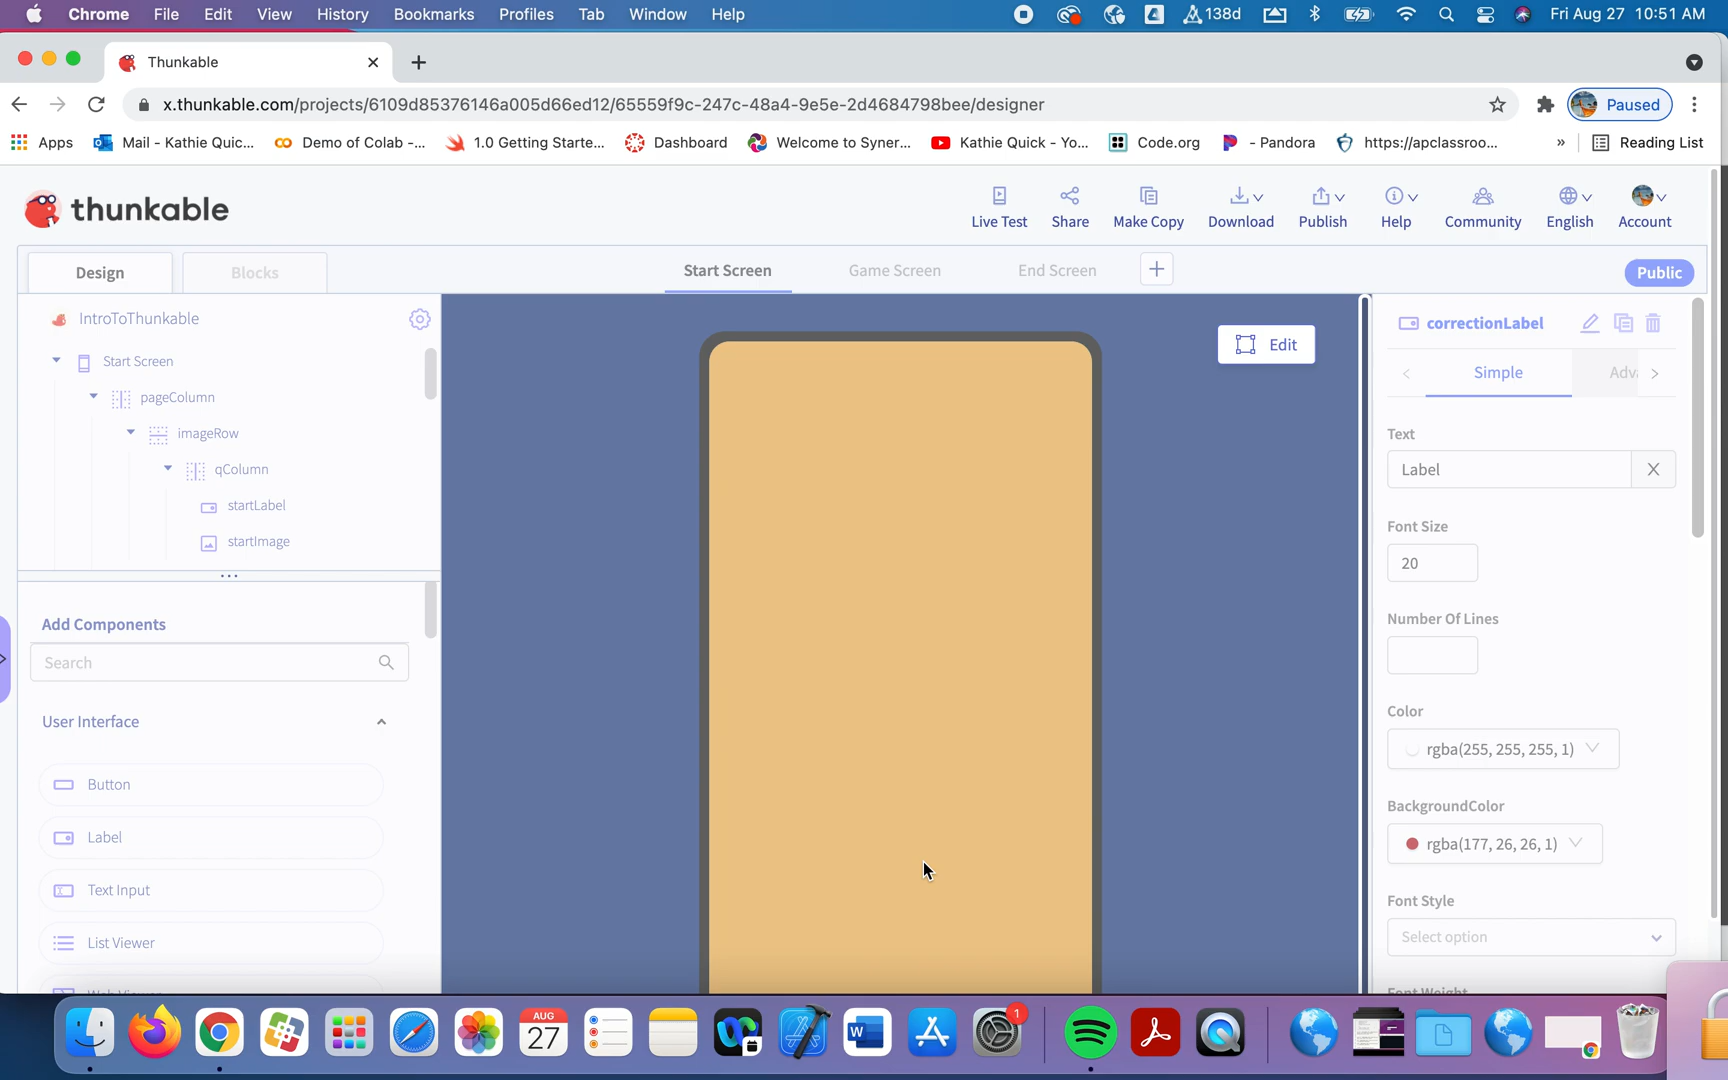 Chrome File Edit View History Bookmarks Profiles Tab Window Help 138d Fri Aug 27 10:51 AM
Thunkable
x.thunkable.com/projects/6109d85376146a005d66ed12/65559f9c-247c-48a4-9e5e-2d4684798bee/designer Paused
Apps Mail - Kathie Quic... Demo of Colab -... 1.0 Getting Starte... Dashboard Welcome to Syner... Kathie Quick - Yo... Code.org - Pandora https://apclassroo... » Reading List
thunkable
Live Test Share Make Copy Download Publish Help Community English Account
Design Blocks Start Screen Game Screen End Screen + Public
IntroToThunkable
Start Screen
pageColumn
imageRow
qColumn
startLabel
startImage
Add Components
Search
User Interface
Button
Label
Text Input
List Viewer
Edit
correctionLabel
Simple
Text
Label X
Font Size
20
Number Of Lines
Color
rgba(255, 255, 255, 1)
BackgroundColor
rgba(177, 26, 26, 1)
Font Style
Select option
AUG
27
1